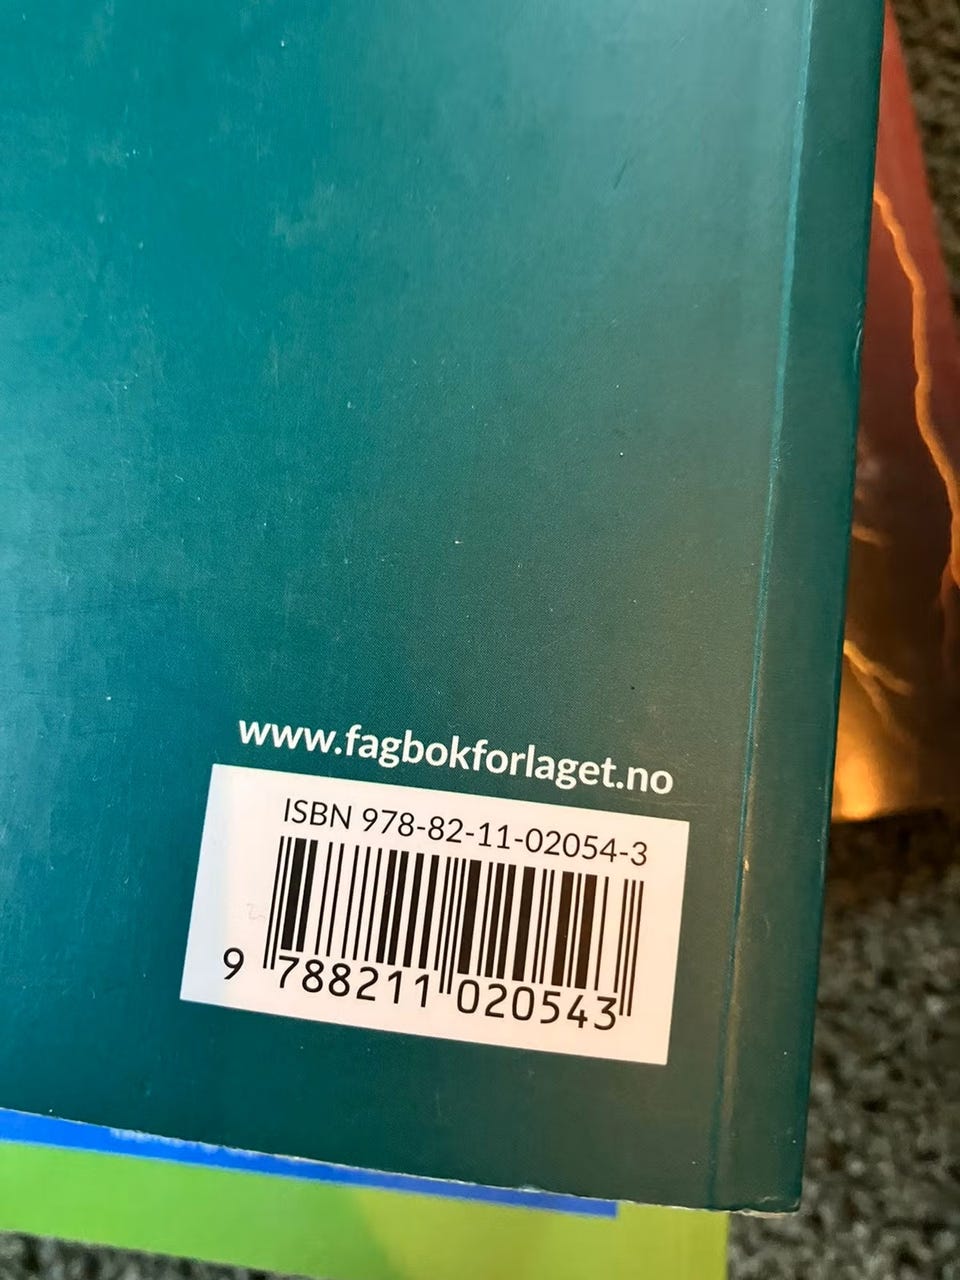 www.fagbokforlaget.no
ISBN 978-82-11-02054-3
9 788211 020543